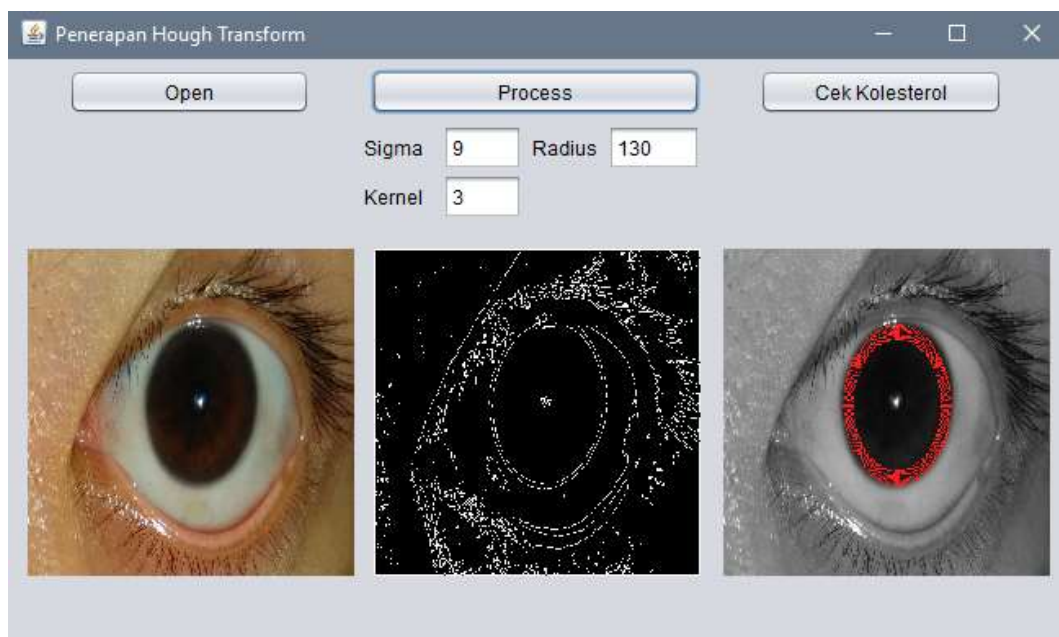 Penerapan Hough Transform
Open Process Cek Kolesterol
Sigma 9 Radius 130
Kernel 3